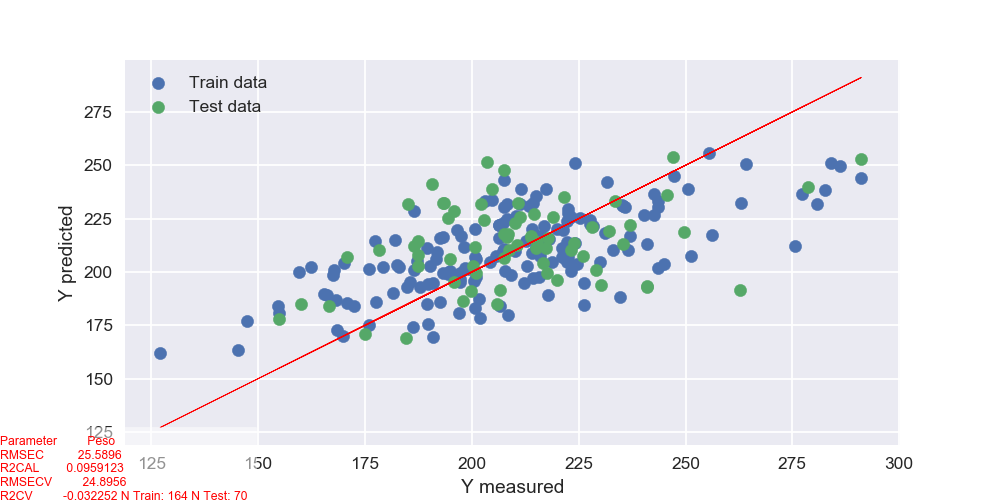 Train data
Test data
275
250
225
200
175
150
125
Y predicted
125
150
175
200
225
250
275
300
Y measured
Parameter Peso
RMSEC 25.5896
R2CAL 0.0959123
RMSECV 24.8956
R2CV -0.032252 N Train: 164 N Test: 70